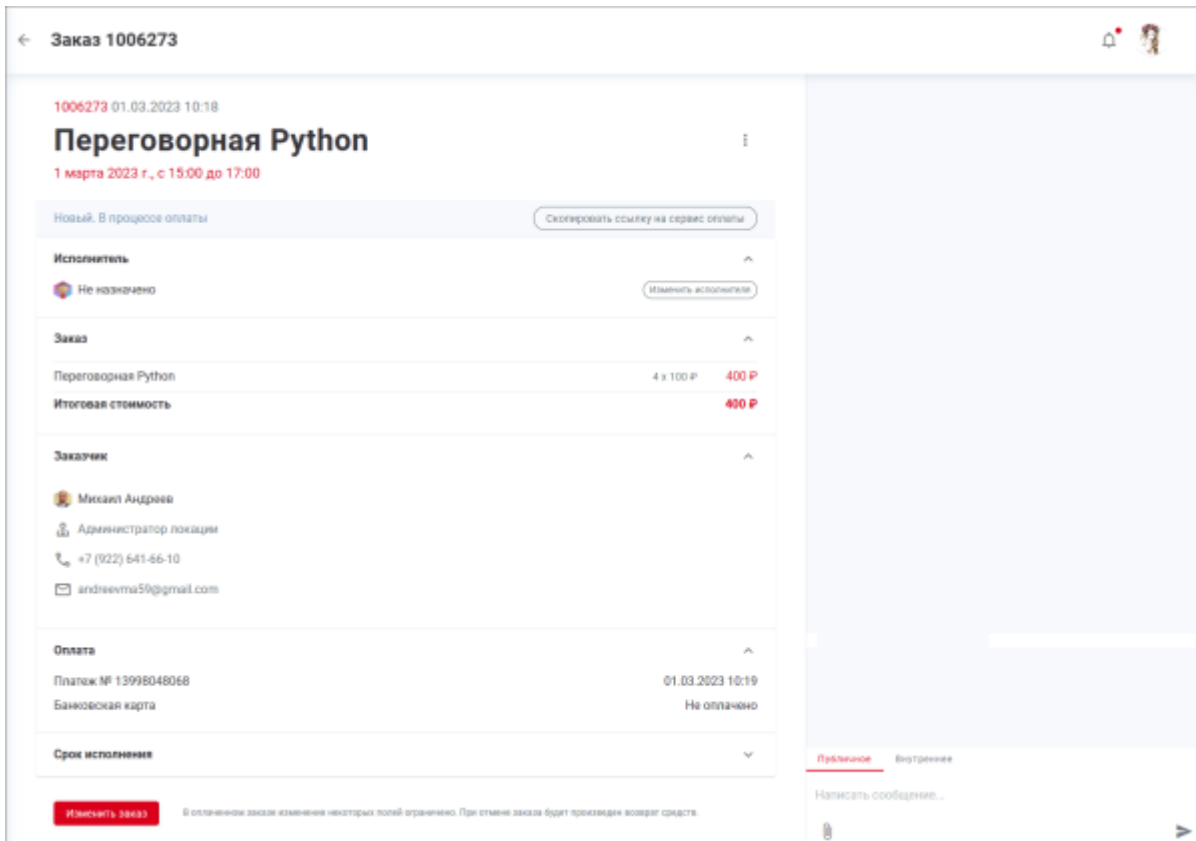 Заказ 1006273
1006273 01.03.2023 10:18
Переговорная Python
1 марта 2023 г., с 15:00 до 17:00
Новый. В процессе оплаты
Скопировать ссылку на сервис оплаты
Исполнитель
Не назначено
Изменить исполнителя
Заказ
Переговорная Python 4 x 100 ₽ 400 ₽
Итоговая стоимость 400 ₽
Заказчик
Михаил Андреев
Администратор локации
+7 (922) 641-66-10
andreevma59@gmail.com
Оплата
Платеж № 13998048068 01.03.2023 10:19
Банковская карта Не оплачено
Срок исполнения
Публичное Внутреннее
Написать сообщение...
Изменить заказ
В оплаченном заказе изменение некоторых полей ограничено. При отмене заказа будет произведен возврат средств.